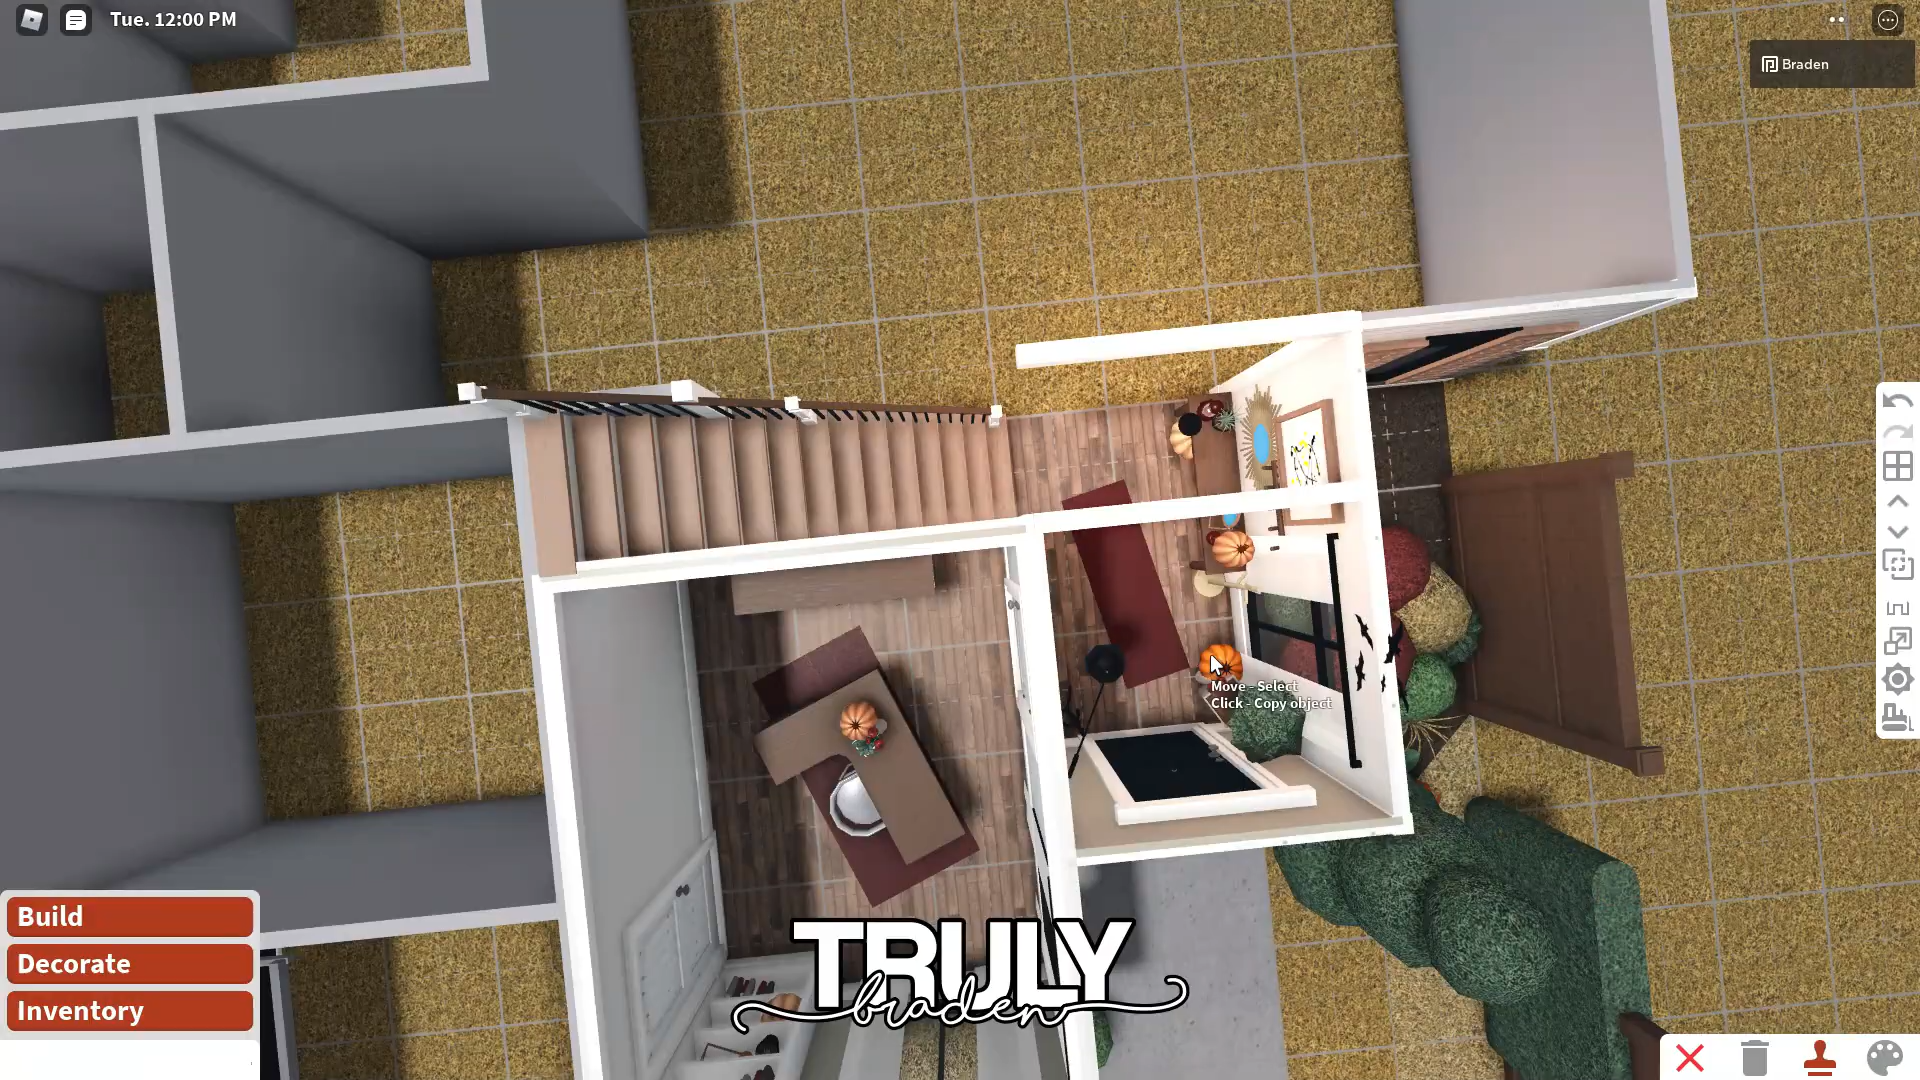 Tue. 12:00 PM
Braden
Move - Select
Click - Copy object
Build
Decorate
Inventory
TRULY
braden